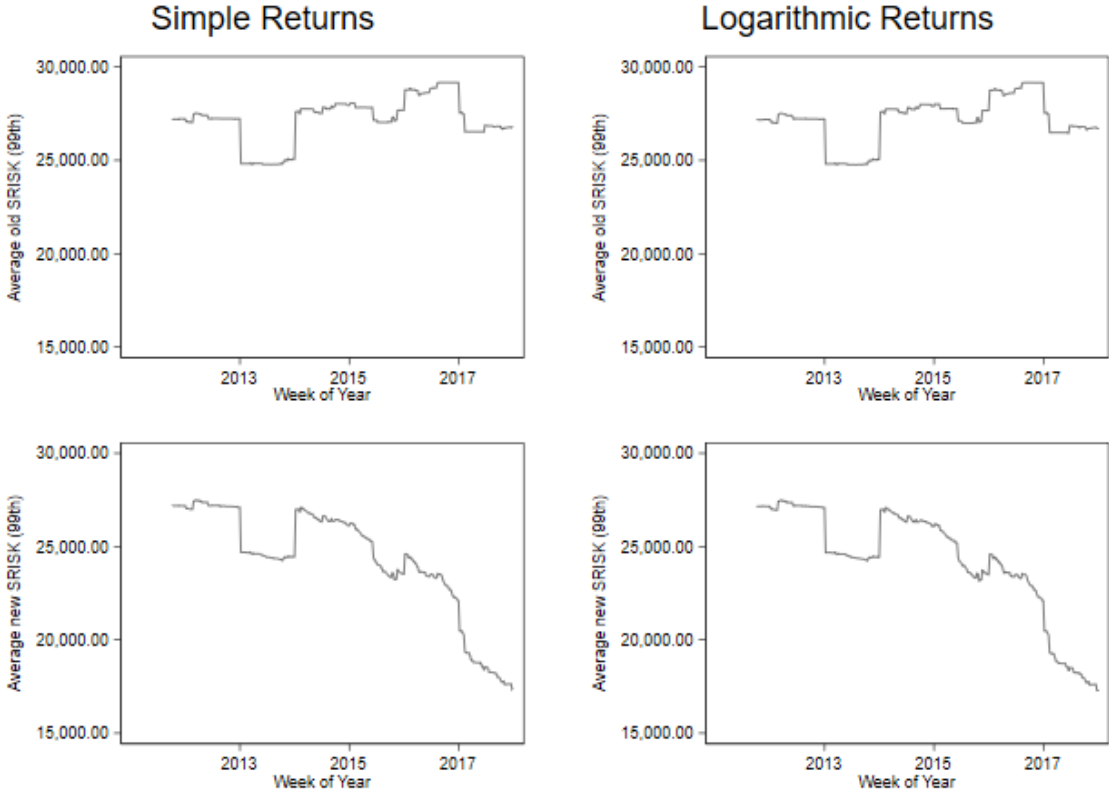 Simple Returns
Logarithmic Returns
Average old SRISK (99th)
30,000.00
25,000.00
20,000.00
15,000.00
2013 2015 2017
Week of Year
Average old SRISK (99th)
30,000.00
25,000.00
20,000.00
15,000.00
2013 2015 2017
Week of Year
Average new SRISK (99th)
30,000.00
25,000.00
20,000.00
15,000.00
2013 2015 2017
Week of Year
Average new SRISK (99th)
30,000.00
25,000.00
20,000.00
15,000.00
2013 2015 2017
Week of Year